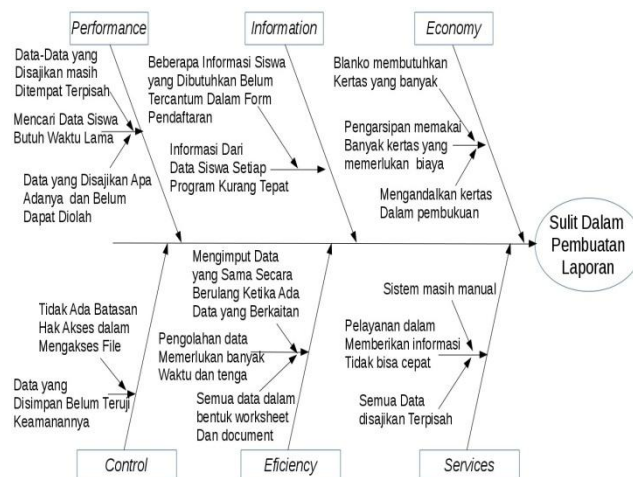 Performance
Information
Economy
Data-Data yang
Disajikan masih
Ditempat Terpisah
Mencari Data Siswa
Butuh Waktu Lama
Data yang Disajikan Apa
Adanya dan Belum
Dapat Diolah
Beberapa Informasi Siswa
yang Dibutuhkan Belum
Tercantum Dalam Form
Pendaftaran
Informasi Dari
Data Siswa Setiap
Program Kurang Tepat
Blanko membutuhkan
Kertas yang banyak
Pengarsipan memakai
Banyak kertas yang
memerlukan biaya
Mengandalkan kertas
Dalam pembukuan
Sulit Dalam
Pembuatan
Laporan
Tidak Ada Batasan
Hak Akses dalam
Mengakses File
Data yang
Disimpan Belum Teruji
Keamanannya
Mengimput Data
yang Sama Secara
Berulang Ketika Ada
Data yang Berkaitan
Pengolahan data
Memerlukan banyak
Waktu dan tenga
Semua data dalam
bentuk worksheet
Dan document
Sistem masih manual
Pelayanan dalam
Memberikan informasi
Tidak bisa cepat
Semua Data
disajikan Terpisah
Control
Eficiency
Services